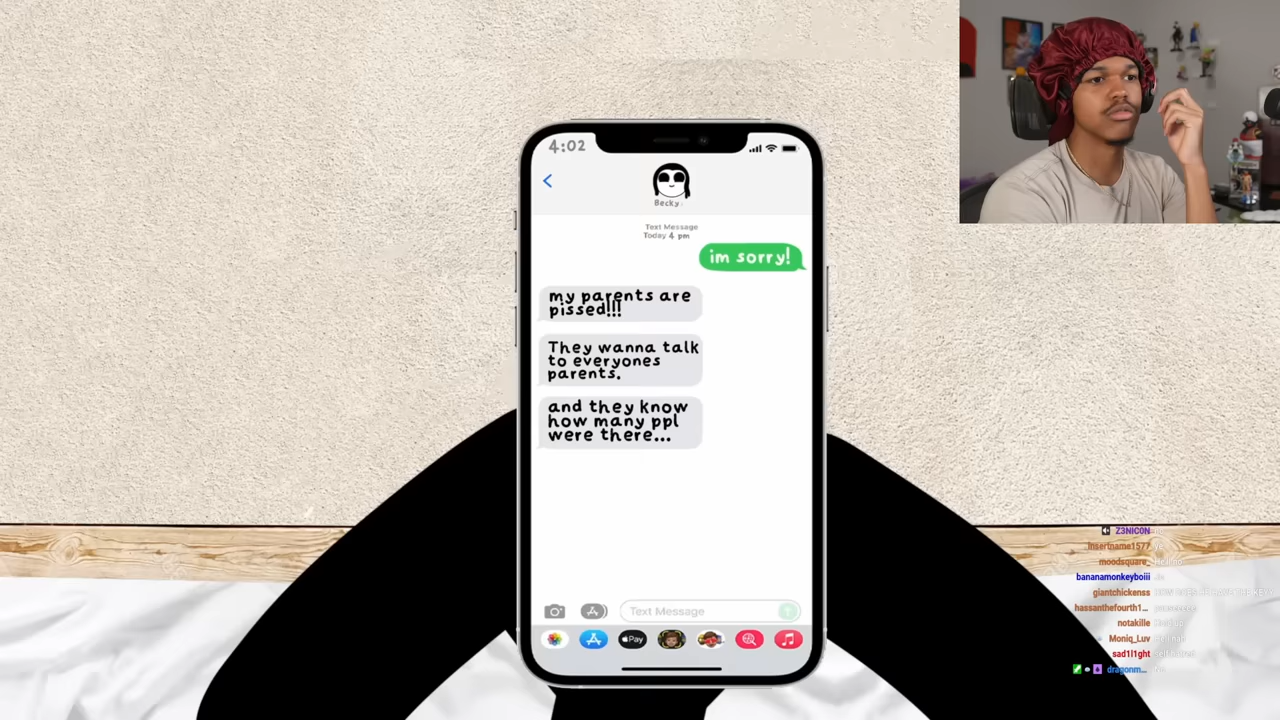 4:02
Becky
Text Message
Today 4 pm
im sorry!
my parents are
pissed!!!
They wanna talk
to everyones
parents.
and they know
how many ppl
were there...
Text Message
Pay
Z3NIC0N
insertname1577
moodsquare_
bananamonkeyboiii
giantchickenss
hassanthefourth1...
notakille
Moniq_Luv
sad1l1ght
dragonm...